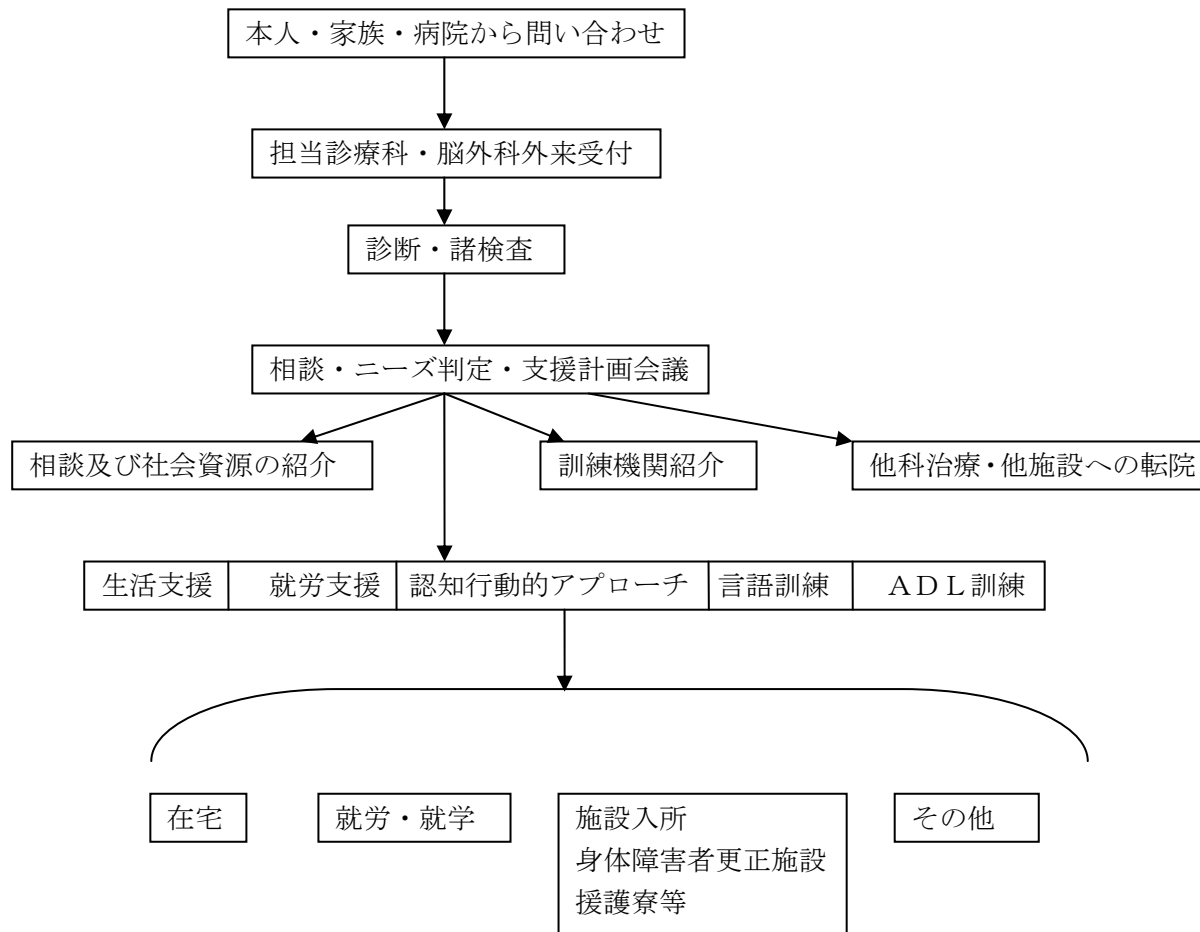 本人・家族・病院から問い合わせ
担当診療科・脳外科外来受付
診断・諸検査
相談・ニーズ判定・支援計画会議
相談及び社会資源の紹介
訓練機関紹介
他科治療・他施設への転院
生活支援
就労支援
認知行動的アプローチ
言語訓練
ＡＤＬ訓練
在宅
就労・就学
施設入所
身体障害者更正施設
援護寮等
その他